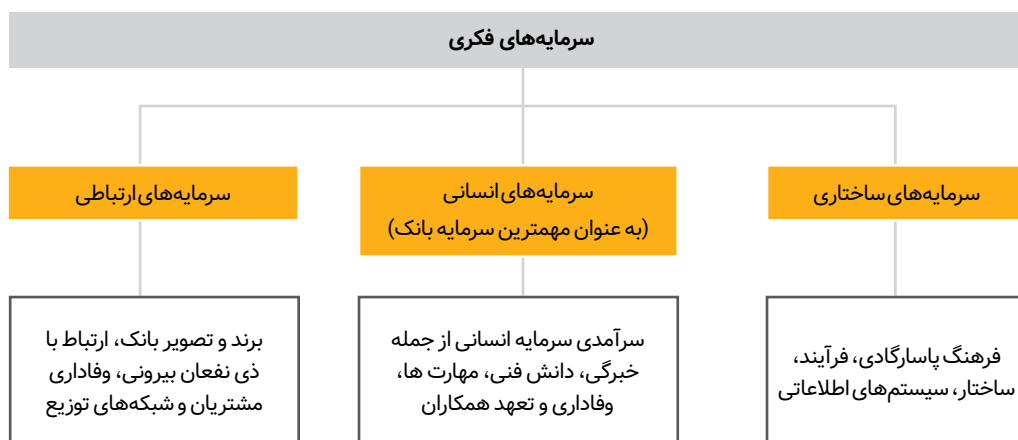 سرمایه‌های فکری
سرمایه‌های ساختاری
سرمایه‌های انسانی
(به عنوان مهمترین سرمایه بانک)
سرمایه‌های ارتباطی
فرهنگ پاسارگادی، فرآیند،
ساختار، سیستم‌های اطلاعاتی
سرآمدی سرمایه انسانی از جمله
خبرگی، دانش فنی، مهارت ها،
وفاداری و تعهد همکاران
برند و تصویر بانک، ارتباط با
ذی نفعان بیرونی، وفاداری
مشتریان و شبکه‌های توزیع